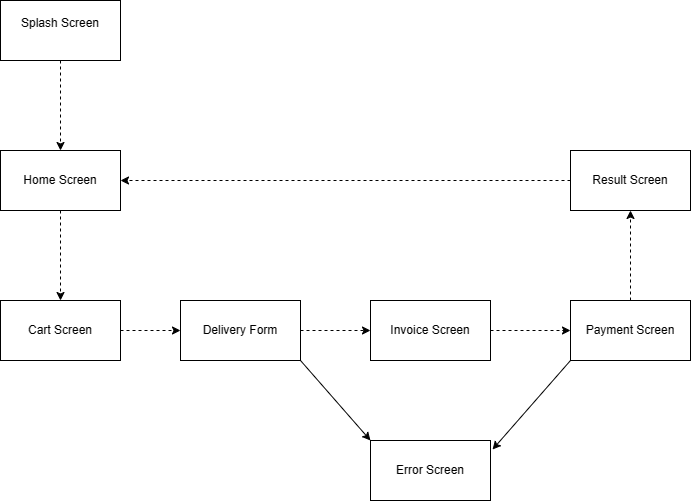 Splash Screen
Home Screen
Result Screen
Cart Screen
Delivery Form
Invoice Screen
Payment Screen
Error Screen